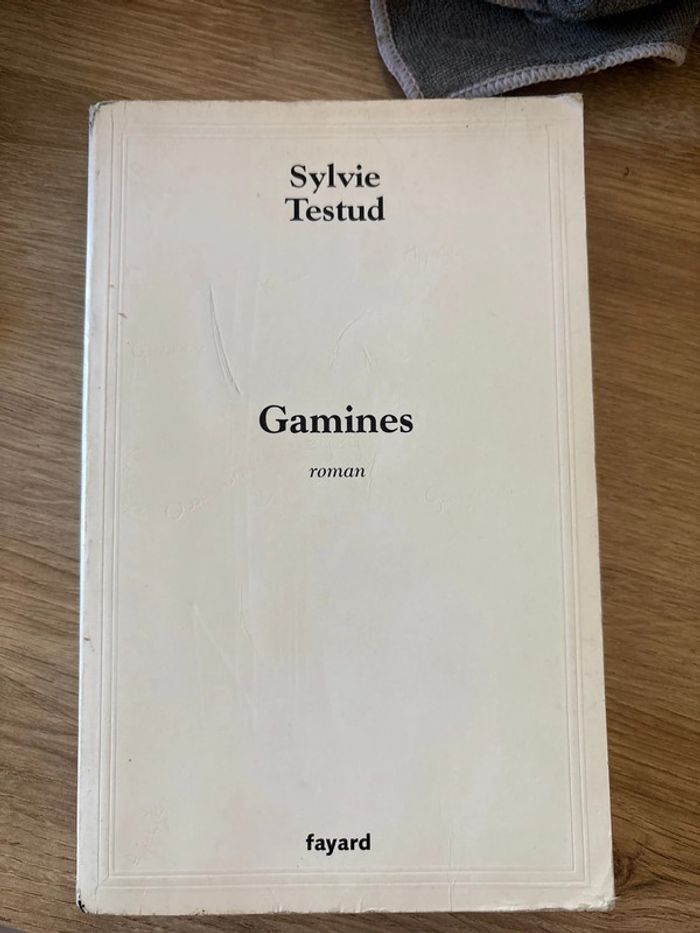 Sylvie
Testud
Gamines
roman
fayard